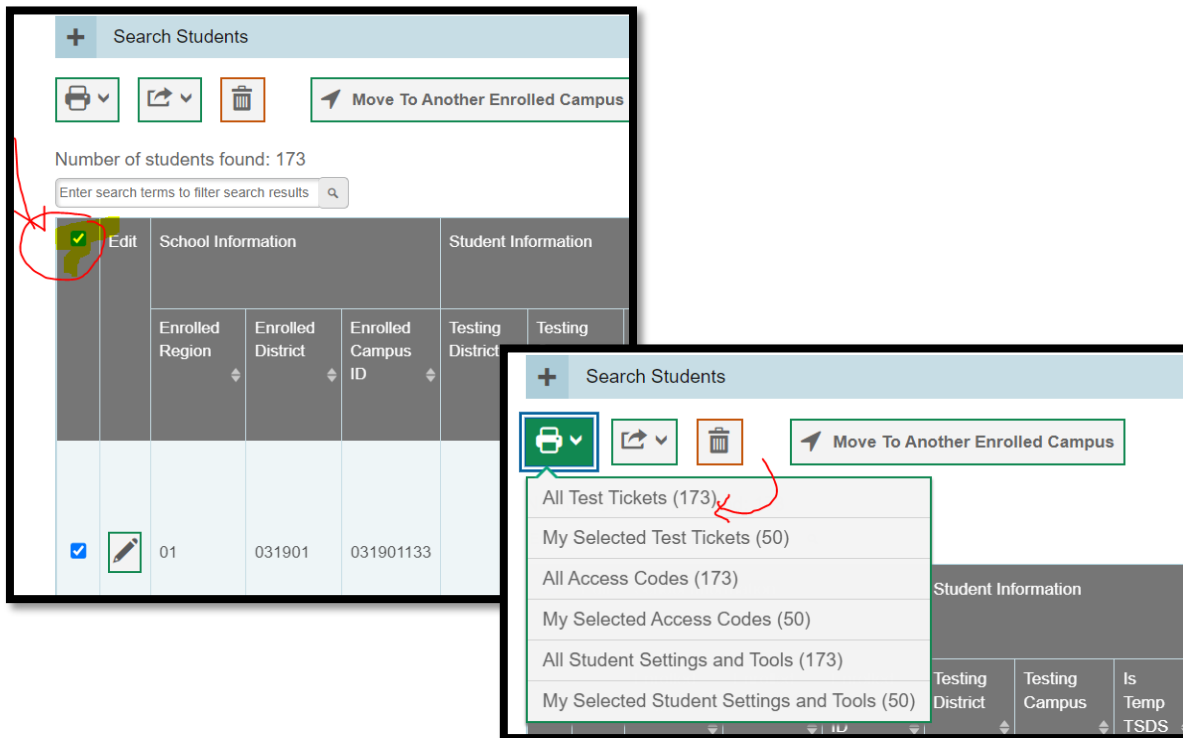 Search Students
Move To Another Enrolled Campus
Number of students found: 173
Enter search terms to filter search results
Edit
School Information
Student Information
Enrolled Region
Enrolled District
Enrolled Campus ID
Testing District
Testing
01
031901
031901133
Search Students
Move To Another Enrolled Campus
All Test Tickets (173)
My Selected Test Tickets (50)
All Access Codes (173)
My Selected Access Codes (50)
All Student Settings and Tools (173)
My Selected Student Settings and Tools (50)
Student Information
ID
Testing District
Testing Campus
Is Temp TSDS